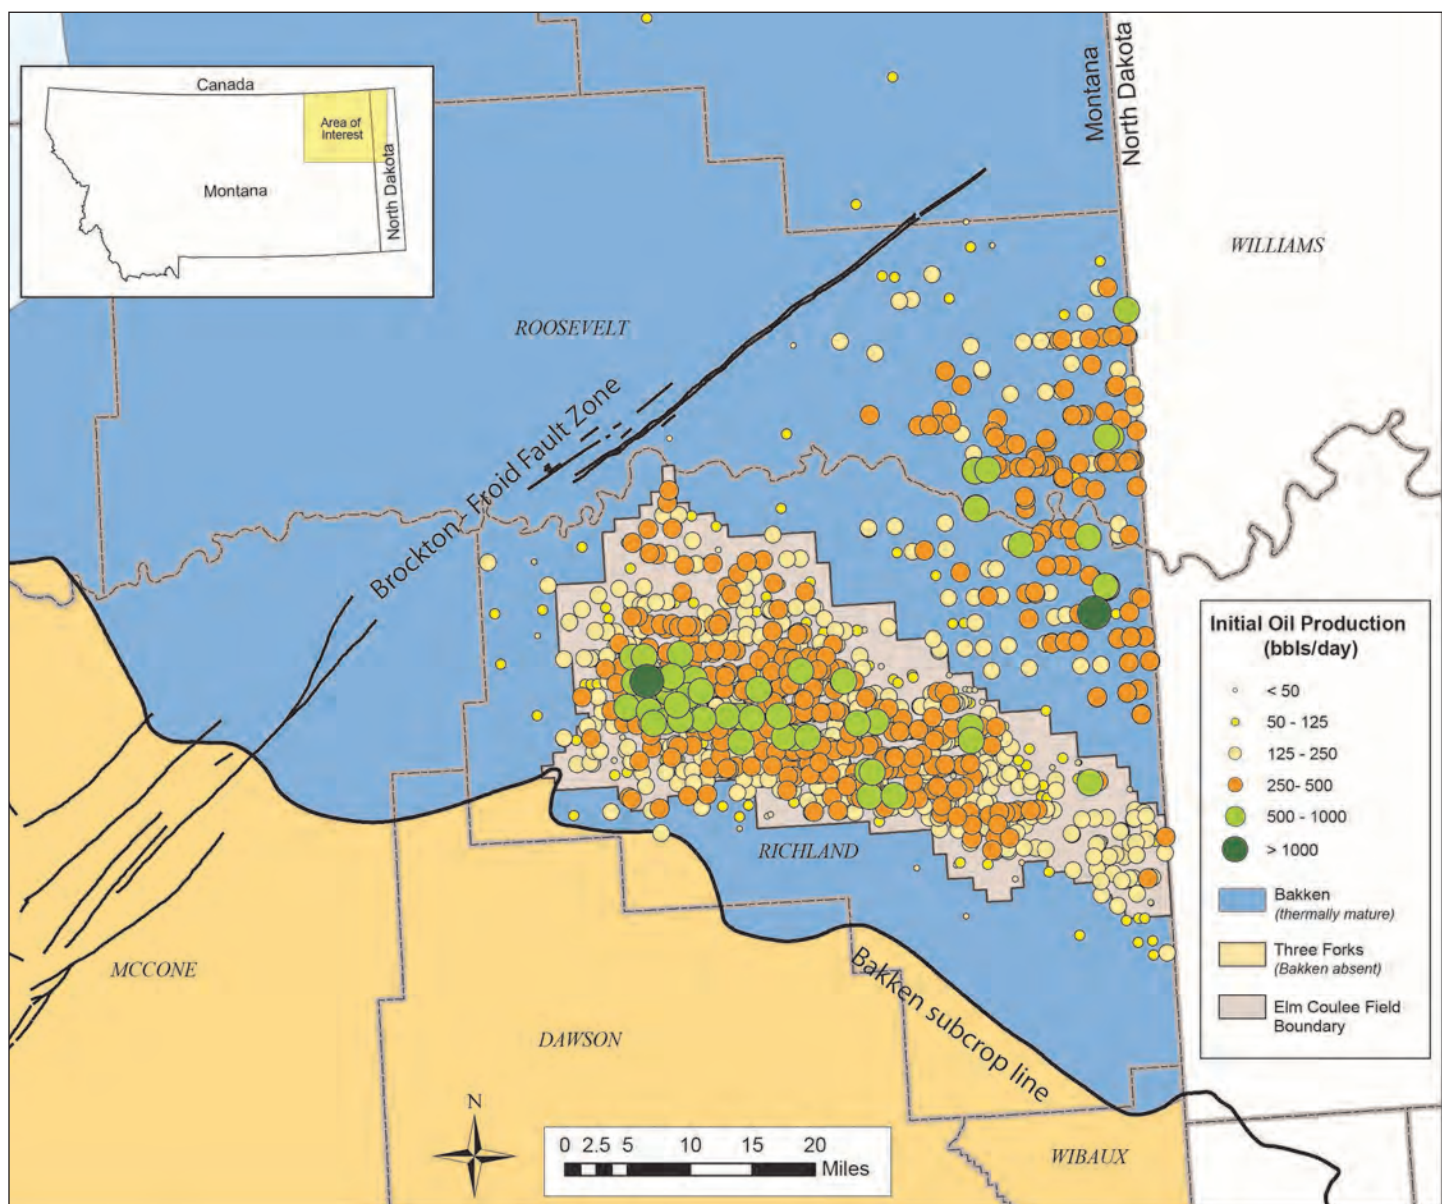 Canada
Area of
Interest
Montana
North Dakota
Montana
North Dakota
WILLIAMS
ROOSEVELT
Brockton - Froid Fault Zone
Initial Oil Production
(bbls/day)
< 50
50 - 125
125 - 250
250- 500
500 - 1000
> 1000
Bakken
(thermally mature)
Three Forks
(Bakken absent)
Elm Coulee Field
Boundary
RICHLAND
MCCONE
Bakken subcrop line
DAWSON
N
0 2.5 5 10 15 20
Miles
WIBAUX